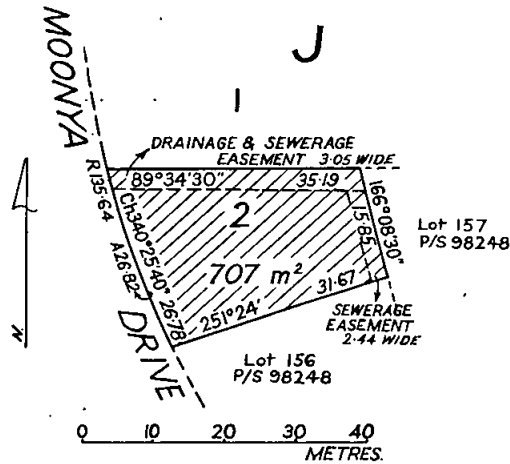 J
1
MOONYA DRIVE
DRAINAGE & SEWERAGE
EASEMENT 3·05 WIDE
R135·64
89°34'30" 35·19
166°08'30"
15·85
Ch340°25'40" 26·78
A26·82
2
707 m²
Lot 157
P/S 98248
251°24' 31·67
SEWERAGE
EASEMENT
2·44 WIDE
Lot 156
P/S 98248
N.
0 10 20 30 40
METRES.